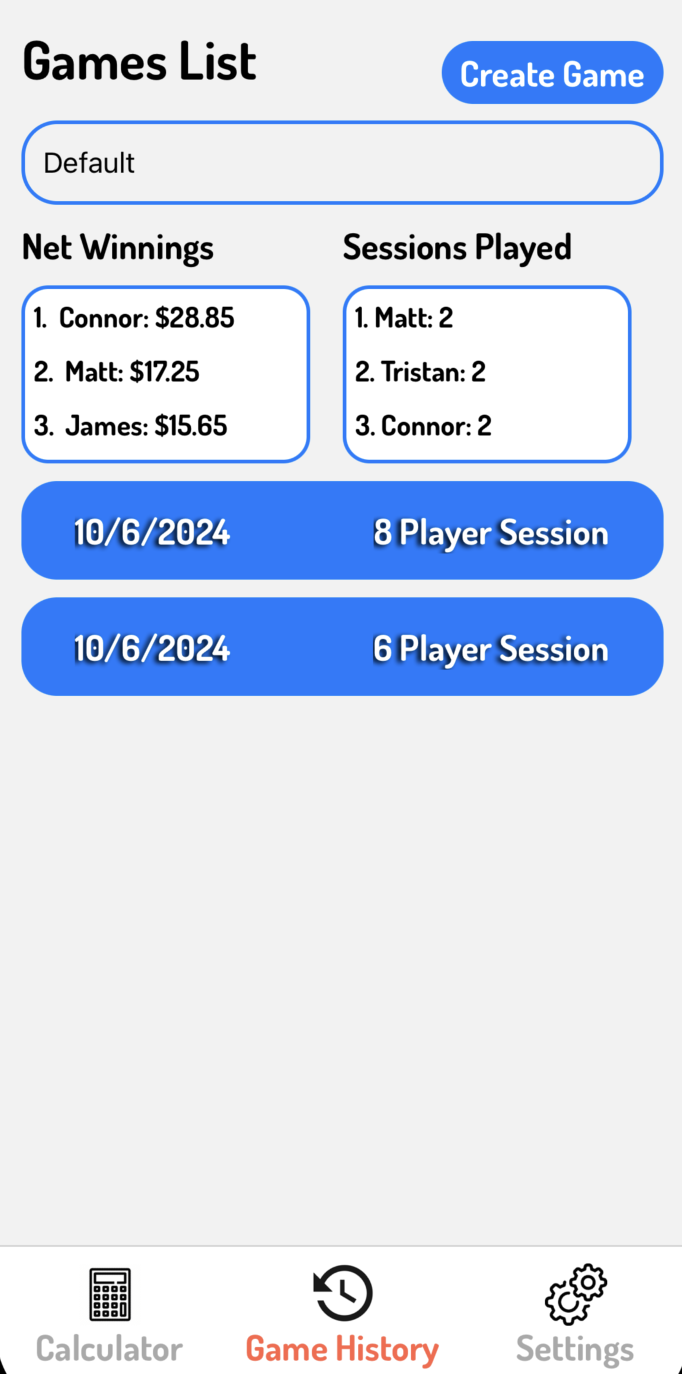 Games List
Create Game
Default
Net Winnings
Sessions Played
1. Connor: $28.85
2. Matt: $17.25
3. James: $15.65
1. Matt: 2
2. Tristan: 2
3. Connor: 2
10/6/2024 8 Player Session
10/6/2024 6 Player Session
Calculator
Game History
Settings